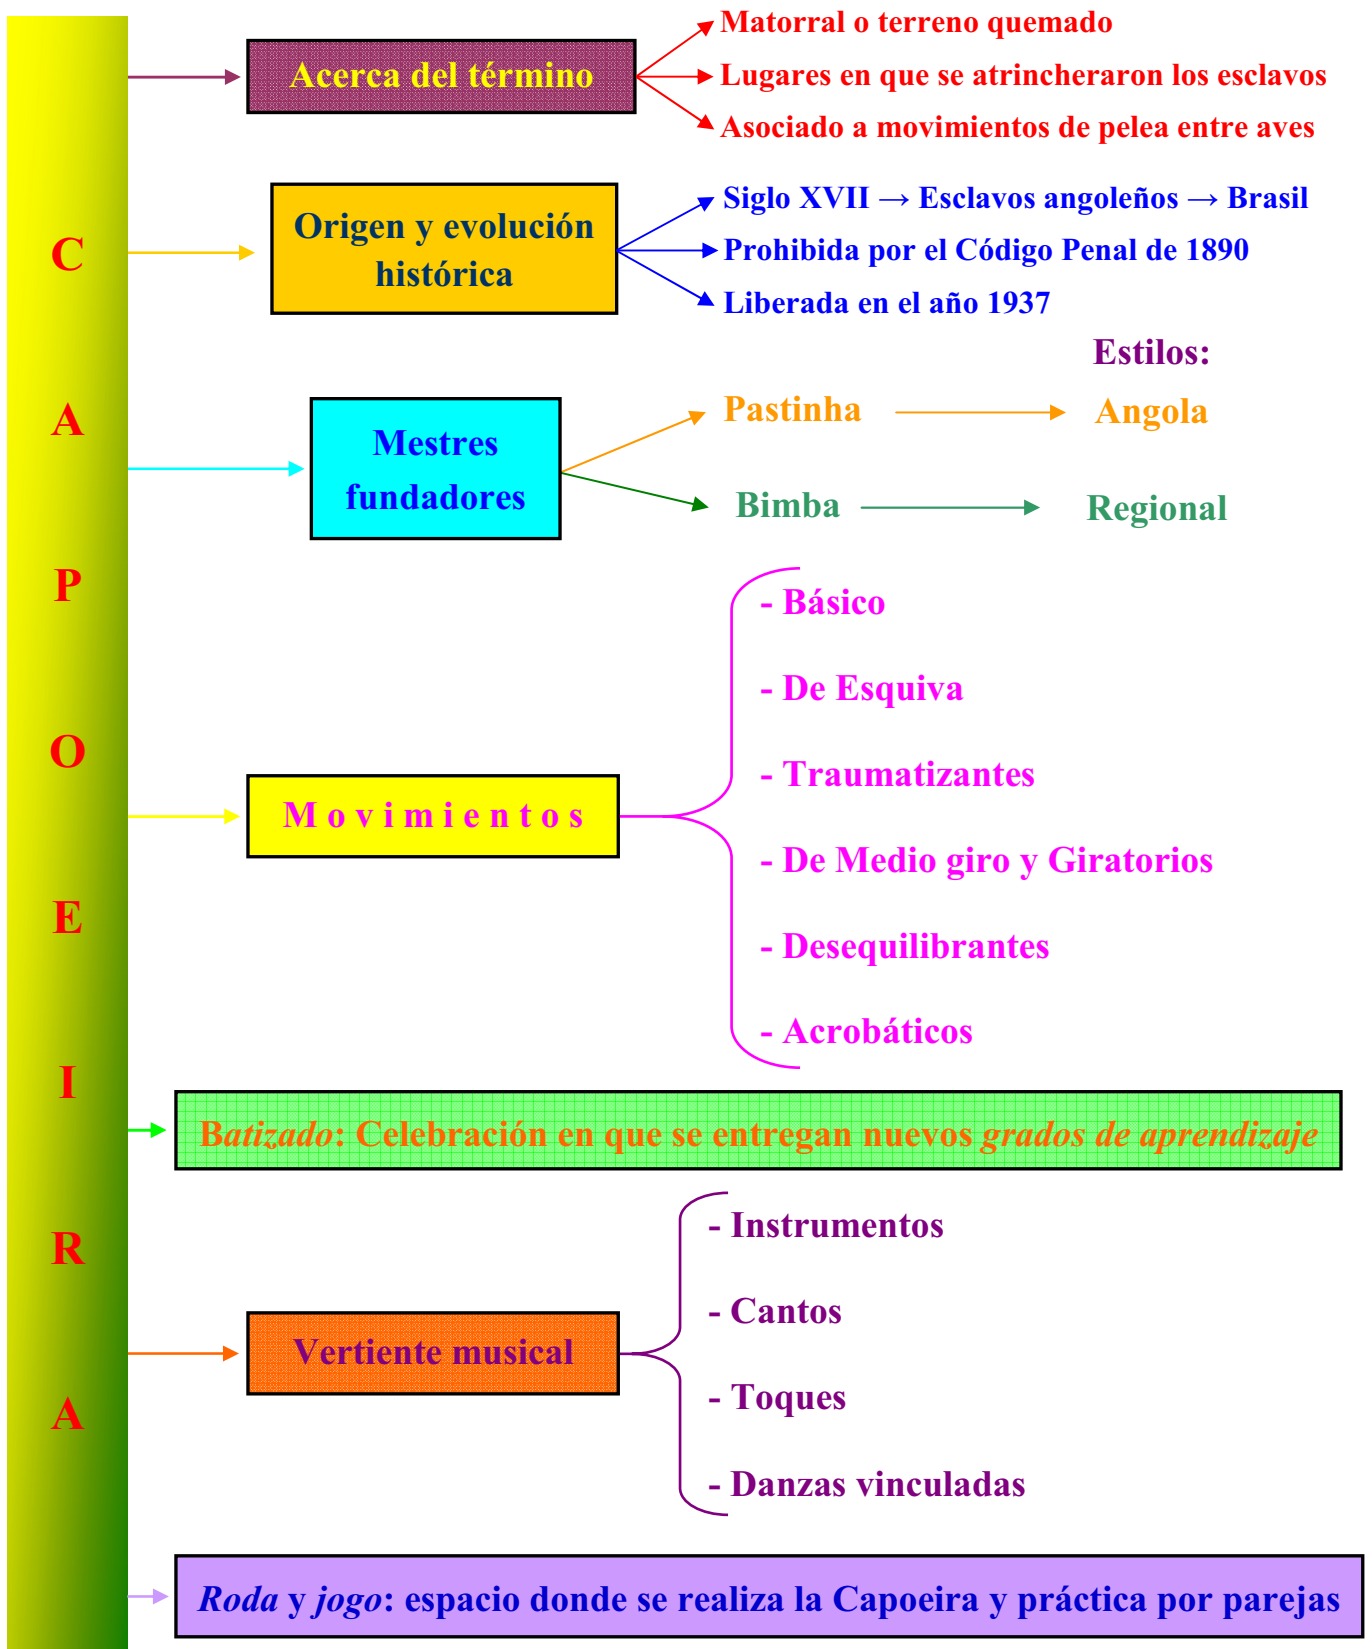 CAPOEIRA
Acerca del término
Matorral o terreno quemado
Lugares en que se atrincheraron los esclavos
Asociado a movimientos de pelea entre aves
Origen y evolución
histórica
Siglo XVII → Esclavos angoleños → Brasil
Prohibida por el Código Penal de 1890
Liberada en el año 1937
Estilos:
Mestres
fundadores
Pastinha
Angola
Bimba
Regional
Movimientos
- Básico
- De Esquiva
- Traumatizantes
- De Medio giro y Giratorios
- Desequilibrantes
- Acrobáticos
Batizado: Celebración en que se entregan nuevos grados de aprendizaje
Vertiente musical
- Instrumentos
- Cantos
- Toques
- Danzas vinculadas
Roda y jogo: espacio donde se realiza la Capoeira y práctica por parejas